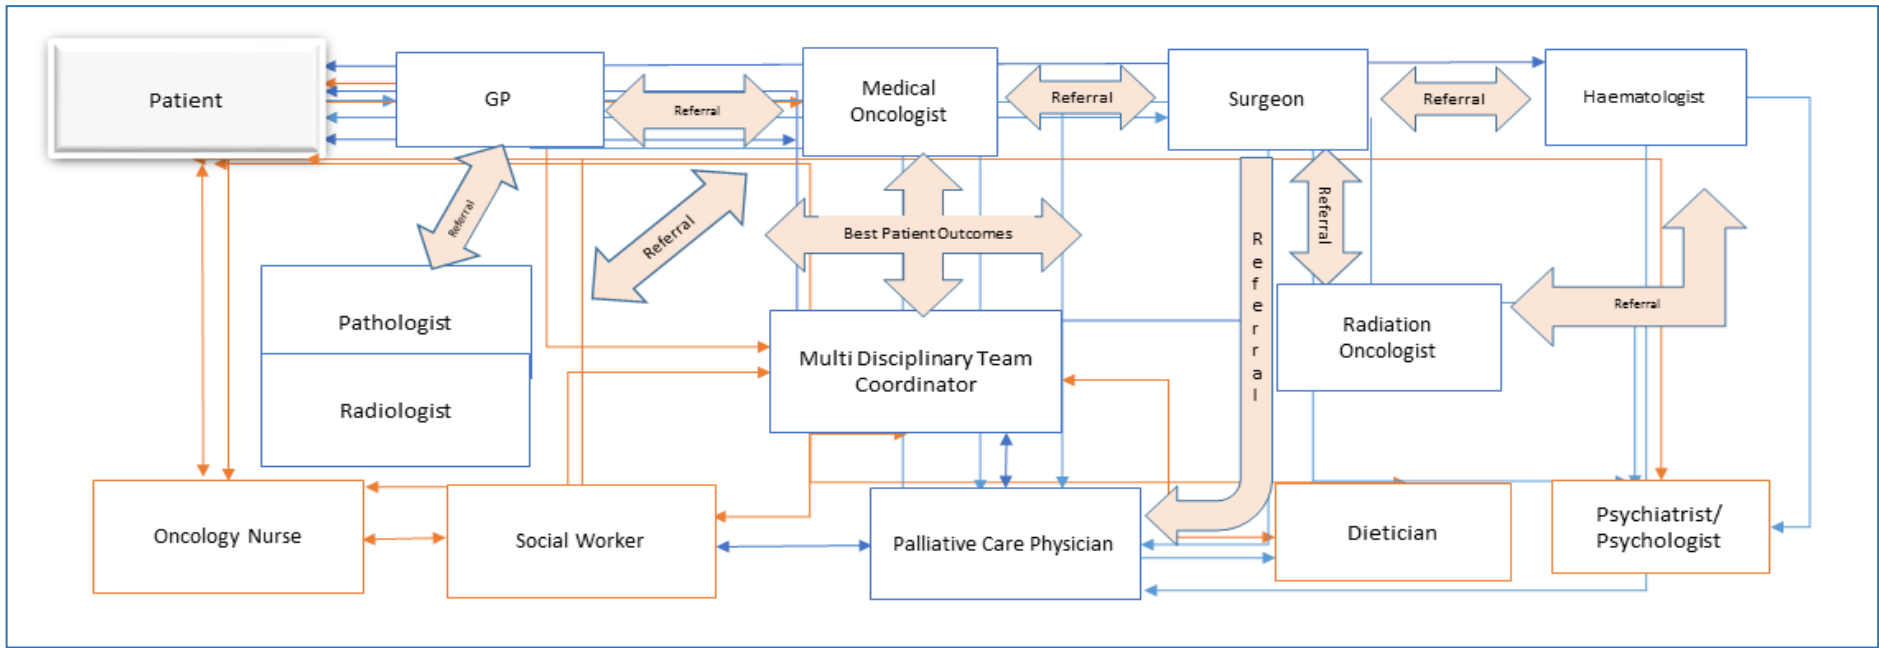 Patient
GP
Referral
Medical
Oncologist
Referral
Surgeon
Referral
Haematologist
Referral
Referral
Best Patient Outcomes
Referral
Referral
Referral
Pathologist
Radiologist
Multi Disciplinary Team
Coordinator
Radiation
Oncologist
Oncology Nurse
Social Worker
Palliative Care Physician
Dietician
Psychiatrist/
Psychologist